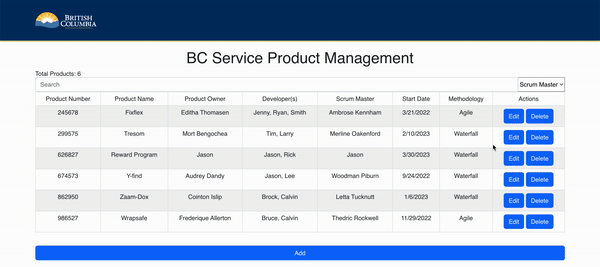 BRITISH
COLUMBIA
BC Service Product Management
Total Products: 6
Search Scrum Master
Product Number Product Name Product Owner Developer(s) Scrum Master Start Date Methodology Actions
245678 Fixflex Editha Thomasen Jenny, Ryan, Smith Ambrose Kennham 3/21/2022 Agile Edit Delete
299575 Tresom Mort Bengochea Tim, Larry Merline Oakenford 2/10/2023 Waterfall Edit Delete
626827 Reward Program Jason Jason, Rick Jason 3/30/2023 Waterfall Edit Delete
674573 Y-find Audrey Dandy Jason, Lee Woodman Piburn 9/24/2022 Waterfall Edit Delete
862950 Zaam-Dox Cointon Islip Brock, Calvin Letta Tucknutt 1/6/2023 Waterfall Edit Delete
986527 Wrapsafe Frederique Allerton Bruce, Calvin Thedric Rockwell 11/29/2022 Agile Edit Delete
Add